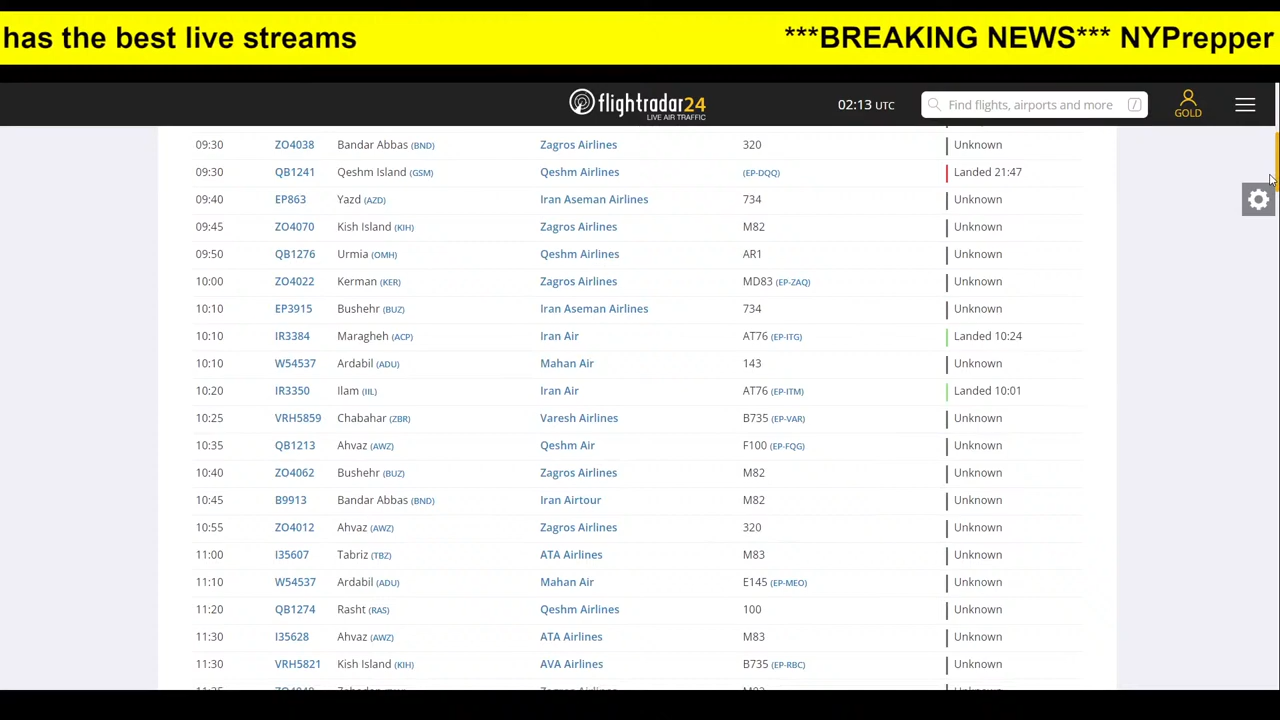 has the best live streams ***BREAKING NEWS*** NYPrepper
flightradar24
LIVE AIR TRAFFIC
02:13 UTC
Find flights, airports and more /
GOLD
09:30 ZO4038 Bandar Abbas (BND) Zagros Airlines 320 Unknown
09:30 QB1241 Qeshm Island (GSM) Qeshm Airlines (EP-DQQ) Landed 21:47
09:40 EP863 Yazd (AZD) Iran Aseman Airlines 734 Unknown
09:45 ZO4070 Kish Island (KIH) Zagros Airlines M82 Unknown
09:50 QB1276 Urmia (OMH) Qeshm Airlines AR1 Unknown
10:00 ZO4022 Kerman (KER) Zagros Airlines MD83 (EP-ZAQ) Unknown
10:10 EP3915 Bushehr (BUZ) Iran Aseman Airlines 734 Unknown
10:10 IR3384 Maragheh (ACP) Iran Air AT76 (EP-ITG) Landed 10:24
10:10 W54537 Ardabil (ADU) Mahan Air 143 Unknown
10:20 IR3350 Ilam (IIL) Iran Air AT76 (EP-ITM) Landed 10:01
10:25 VRH5859 Chabahar (ZBR) Varesh Airlines B735 (EP-VAR) Unknown
10:35 QB1213 Ahvaz (AWZ) Qeshm Air F100 (EP-FQG) Unknown
10:40 ZO4062 Bushehr (BUZ) Zagros Airlines M82 Unknown
10:45 B9913 Bandar Abbas (BND) Iran Airtour M82 Unknown
10:55 ZO4012 Ahvaz (AWZ) Zagros Airlines 320 Unknown
11:00 I35607 Tabriz (TBZ) ATA Airlines M83 Unknown
11:10 W54537 Ardabil (ADU) Mahan Air E145 (EP-MEO) Unknown
11:20 QB1274 Rasht (RAS) Qeshm Airlines 100 Unknown
11:30 I35628 Ahvaz (AWZ) ATA Airlines M83 Unknown
11:30 VRH5821 Kish Island (KIH) AVA Airlines B735 (EP-RBC) Unknown